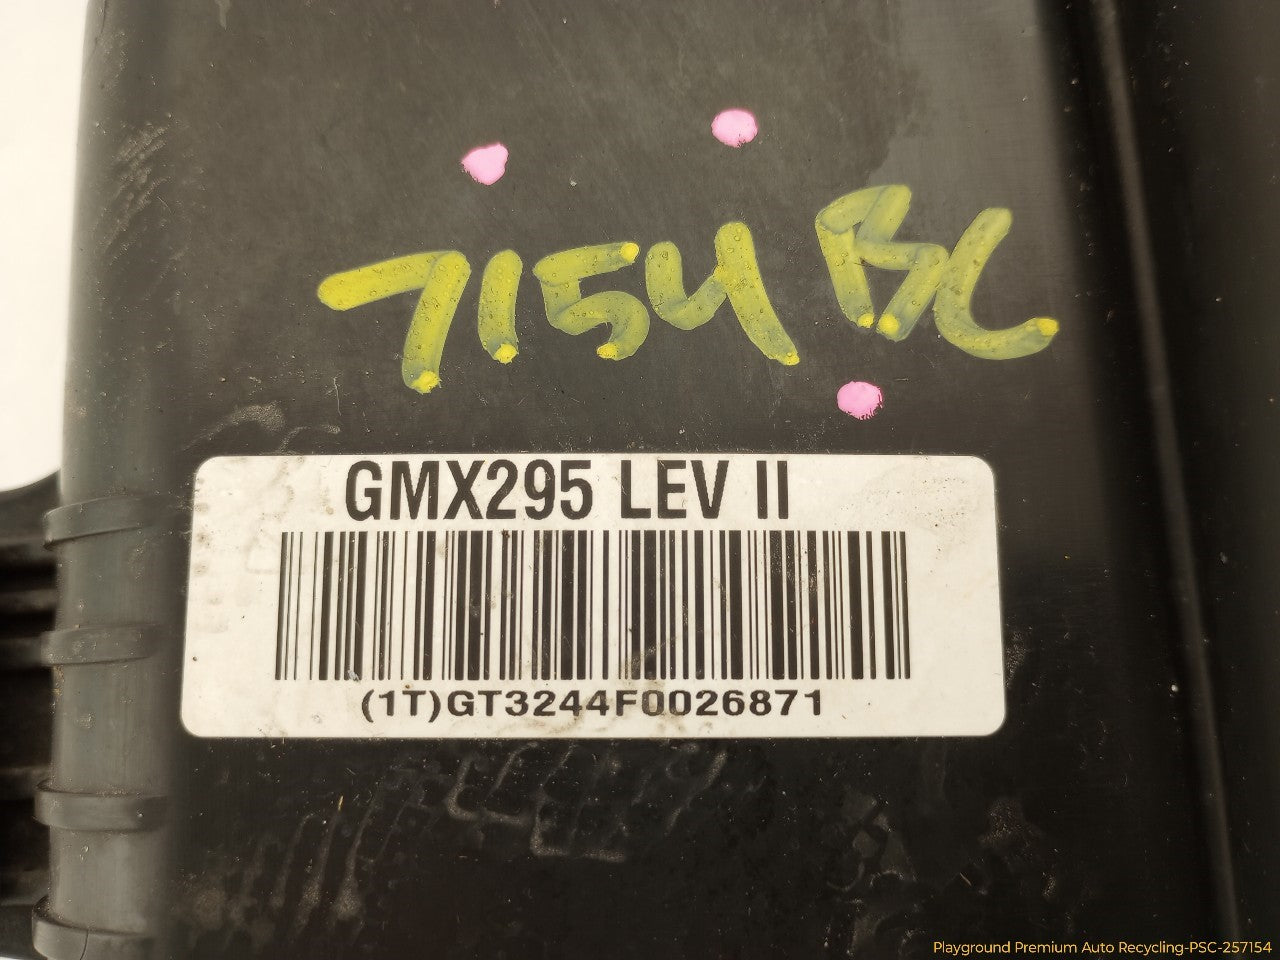 7154 BC
GMX295 LEV II
(1T)GT3244F0026871
Playground Premium Auto Recycling-PSC-257154